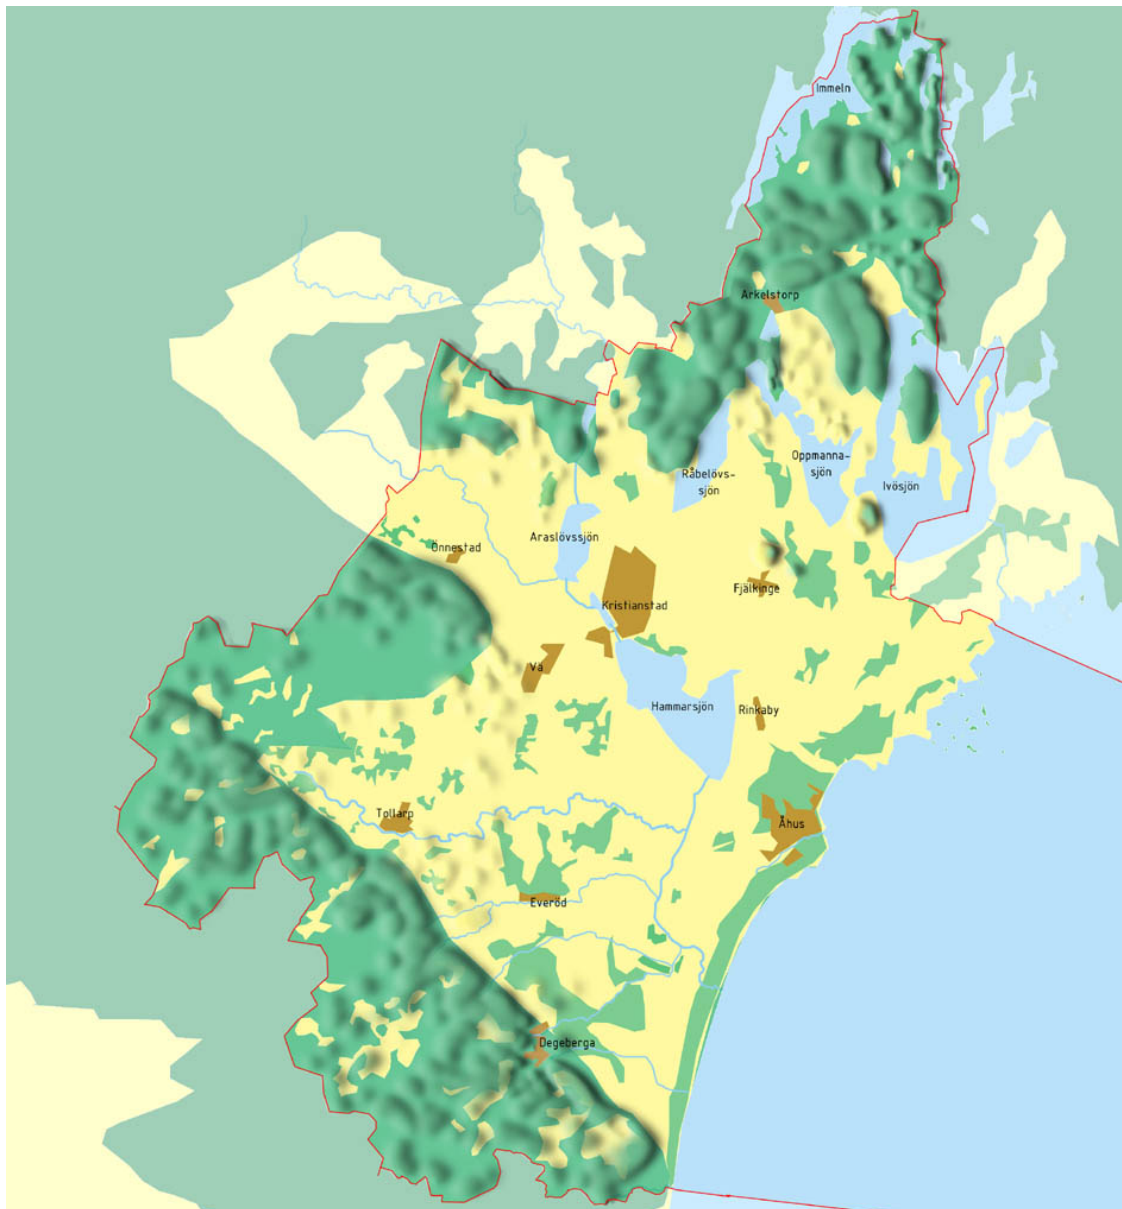 Immeln
Arkelstorp
Oppmanna-
sjön
Råbelövs-
sjön
Ivösjön
Araslövssjön
Önnestad
Fjälkinge
Kristianstad
Vä
Hammarsjön
Rinkaby
Tollarp
Åhus
Everöd
Degeberga